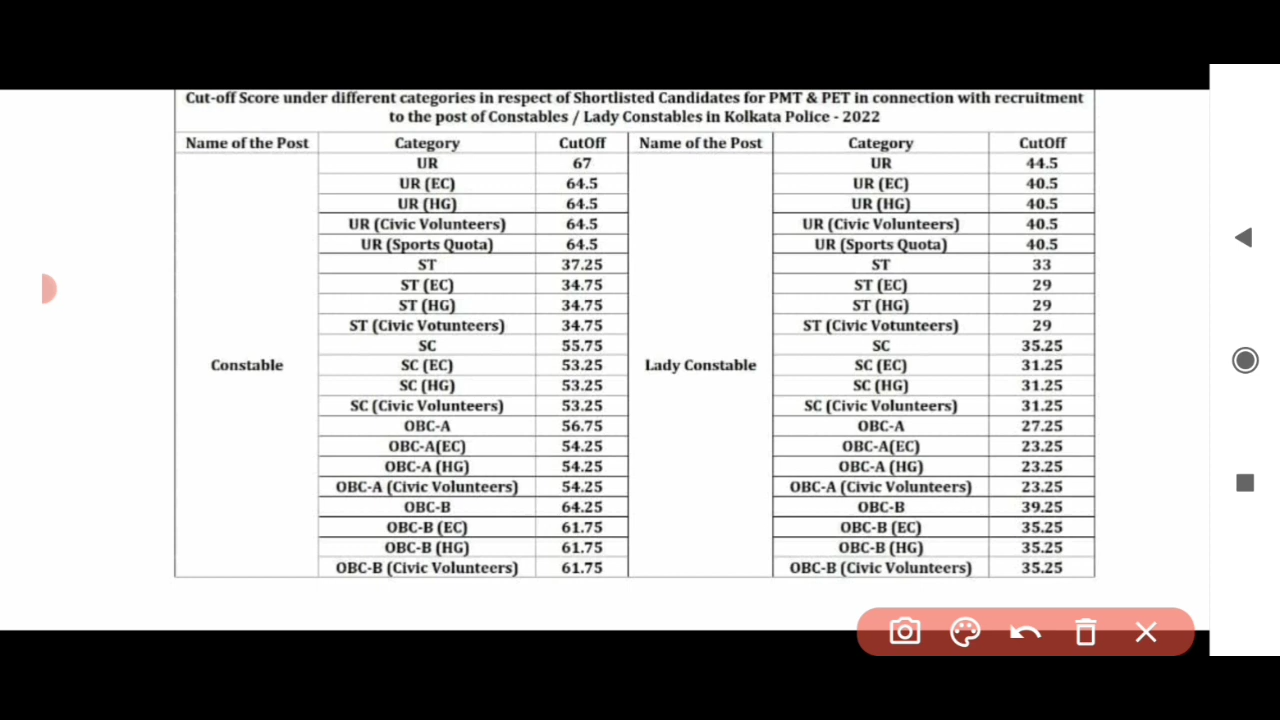 Cut-off Score under different categories in respect of Shortlisted Candidates for PMT & PET in connection with recruitment
to the post of Constables / Lady Constables in Kolkata Police - 2022
Name of the Post Category CutOff Name of the Post Category CutOff
UR 67 UR 44.5
UR (EC) 64.5 UR (EC) 40.5
UR (HG) 64.5 UR (HG) 40.5
UR (Civic Volunteers) 64.5 UR (Civic Volunteers) 40.5
UR (Sports Quota) 64.5 UR (Sports Quota) 40.5
ST 37.25 ST 33
ST (EC) 34.75 ST (EC) 29
ST (HG) 34.75 ST (HG) 29
ST (Civic Votunteers) 34.75 ST (Civic Votunteers) 29
SC 55.75 SC 35.25
Constable SC (EC) 53.25 Lady Constable SC (EC) 31.25
SC (HG) 53.25 SC (HG) 31.25
SC (Civic Volunteers) 53.25 SC (Civic Volunteers) 31.25
OBC-A 56.75 OBC-A 27.25
OBC-A(EC) 54.25 OBC-A(EC) 23.25
OBC-A (HG) 54.25 OBC-A (HG) 23.25
OBC-A (Civic Volunteers) 54.25 OBC-A (Civic Volunteers) 23.25
OBC-B 64.25 OBC-B 39.25
OBC-B (EC) 61.75 OBC-B (EC) 35.25
OBC-B (HG) 61.75 OBC-B (HG) 35.25
OBC-B (Civic Volunteers) 61.75 OBC-B (Civic Volunteers) 35.25